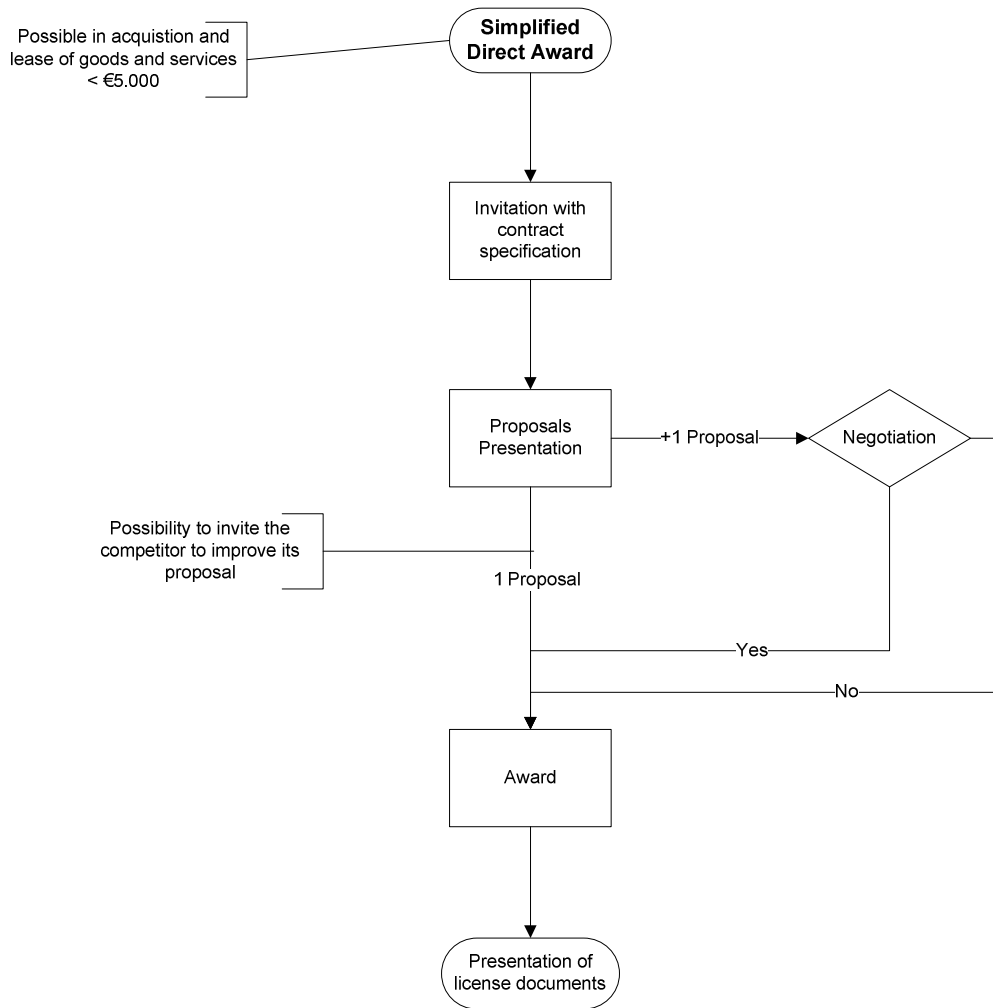 Simplified
Direct Award
Possible in acquistion and
lease of goods and services
< €5.000
Invitation with
contract
specification
Proposals
Presentation
+1 Proposal
Negotiation
Possibility to invite the
competitor to improve its
proposal
1 Proposal
Yes
No
Award
Presentation of
license documents